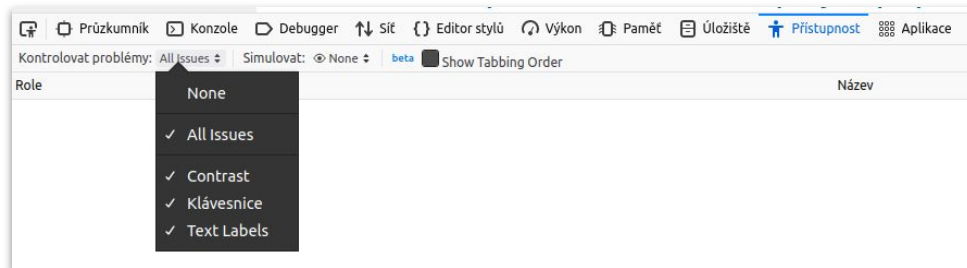 Průzkumník Konzole Debugger Síť Editor stylů Výkon Paměť Úložiště Přístupnost Aplikace
Kontrolovat problémy: All Issues Simulovat: None beta Show Tabbing Order
Role Název
None
✓ All Issues
✓ Contrast
✓ Klávesnice
✓ Text Labels